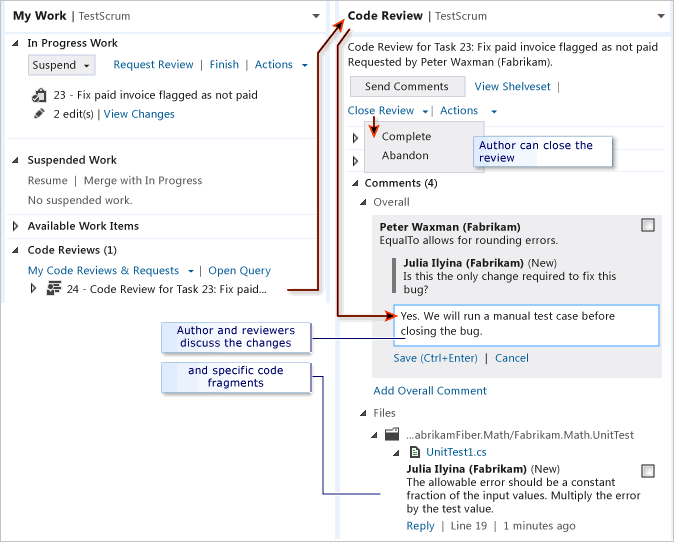 My Work | TestScrum
In Progress Work
Suspend
Request Review | Finish | Actions
23 - Fix paid invoice flagged as not paid
2 edit(s) | View Changes
Suspended Work
Resume | Merge with In Progress
No suspended work.
Available Work Items
Code Reviews (1)
My Code Reviews & Requests | Open Query
24 - Code Review for Task 23: Fix paid...
Author and reviewers
discuss the changes
and specific code
fragments
Code Review | TestScrum
Code Review for Task 23: Fix paid invoice flagged as not paid
Requested by Peter Waxman (Fabrikam).
Send Comments
View Shelveset |
Close Review | Actions
Complete
Abandon
Author can close the
review
Comments (4)
Overall
Peter Waxman (Fabrikam)
EqualTo allows for rounding errors.
Julia Ilyina (Fabrikam) (New)
Is this the only change required to fix this
bug?
Yes. We will run a manual test case before
closing the bug.
Save (Ctrl+Enter) | Cancel
Add Overall Comment
Files
...abrikamFiber.Math/Fabrikam.Math.UnitTest
UnitTest1.cs
Julia Ilyina (Fabrikam) (New)
The allowable error should be a constant
fraction of the input values. Multiply the error
by the test value.
Reply | Line 19 | 1 minutes ago